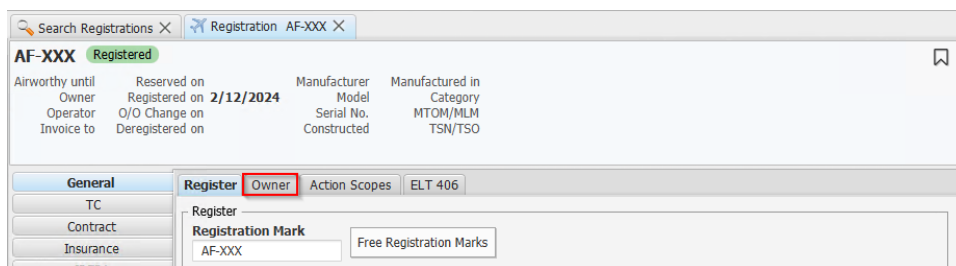 Search Registrations Registration AF-XXX
AF-XXX Registered
Airworthy until Reserved on Manufacturer Manufactured in
Owner Registered on 2/12/2024 Model Category
Operator O/O Change on Serial No. MTOM/MLM
Invoice to Deregistered on Constructed TSN/TSO
General Register Owner Action Scopes ELT 406
TC
Register
Contract
Registration Mark
Insurance
AF-XXX Free Registration Marks